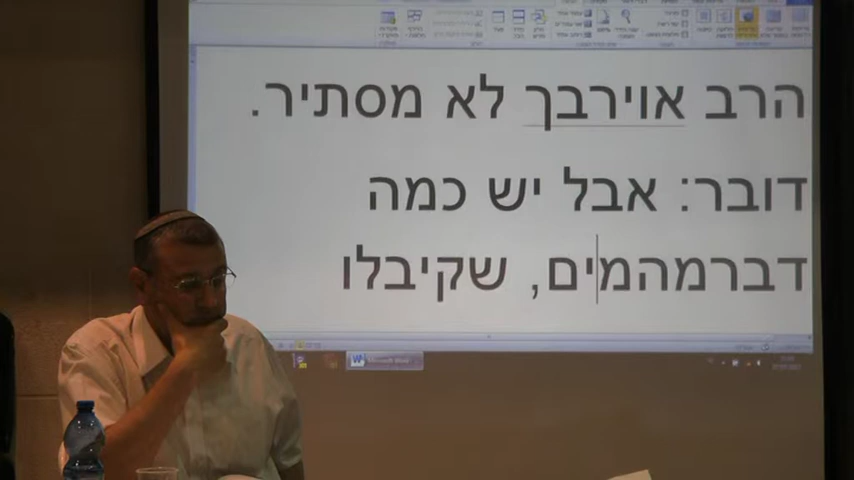 הרב אוירבך לא מסתיר.
דובר: אבל יש כמה
דברמהמים, שקיבלו